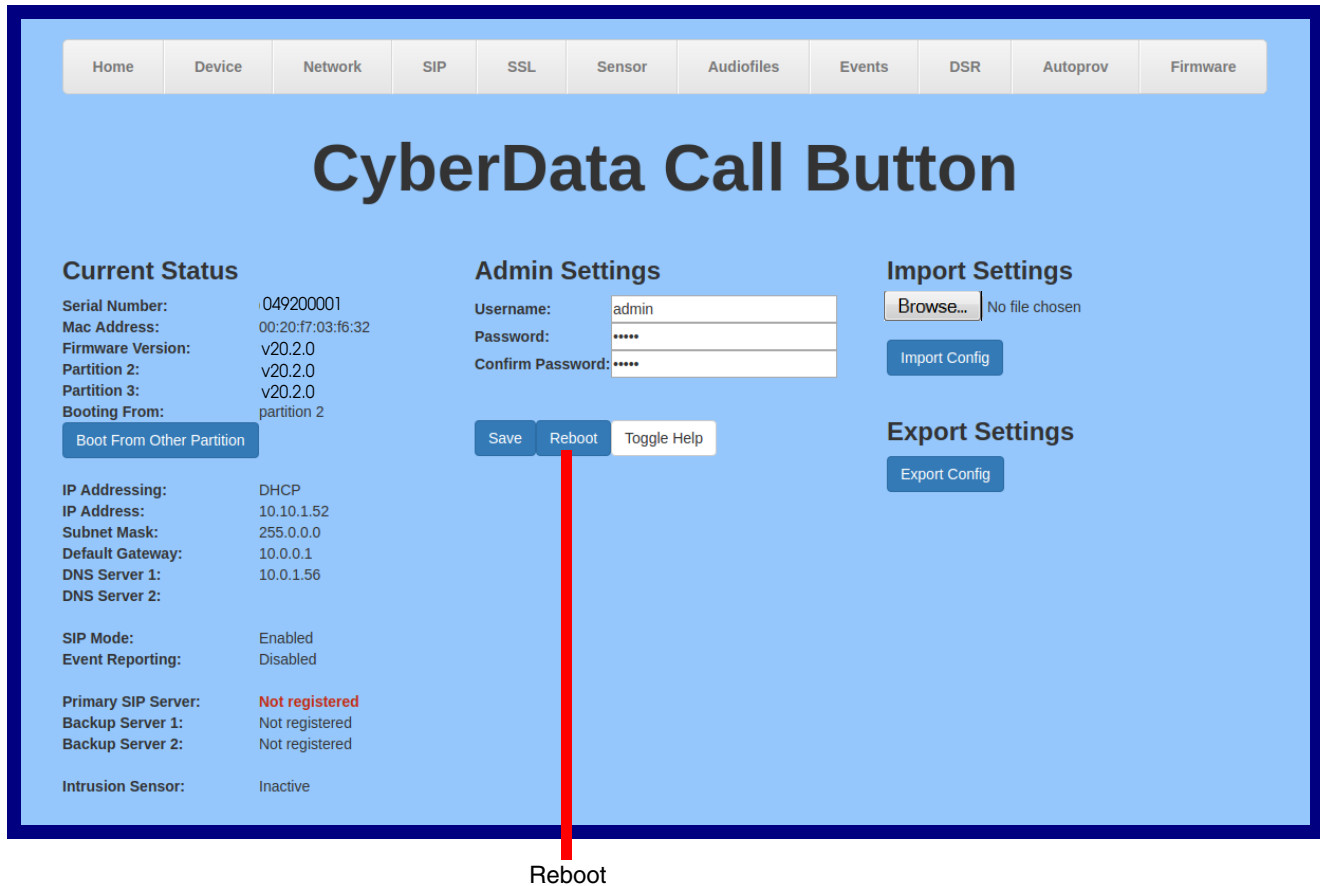 Home Device Network SIP SSL Sensor Audiofiles Events DSR Autoprov Firmware
CyberData Call Button
Current Status
Serial Number: 049200001
Mac Address: 00:20:f7:03:f6:32
Firmware Version: v20.2.0
Partition 2: v20.2.0
Partition 3: v20.2.0
Booting From: partition 2
Boot From Other Partition
IP Addressing: DHCP
IP Address: 10.10.1.52
Subnet Mask: 255.0.0.0
Default Gateway: 10.0.0.1
DNS Server 1: 10.0.1.56
DNS Server 2:
SIP Mode: Enabled
Event Reporting: Disabled
Primary SIP Server: Not registered
Backup Server 1: Not registered
Backup Server 2: Not registered
Intrusion Sensor: Inactive
Admin Settings
Username: admin
Password: •••••
Confirm Password: •••••
Save Reboot Toggle Help
Import Settings
Browse... No file chosen
Import Config
Export Settings
Export Config
Reboot